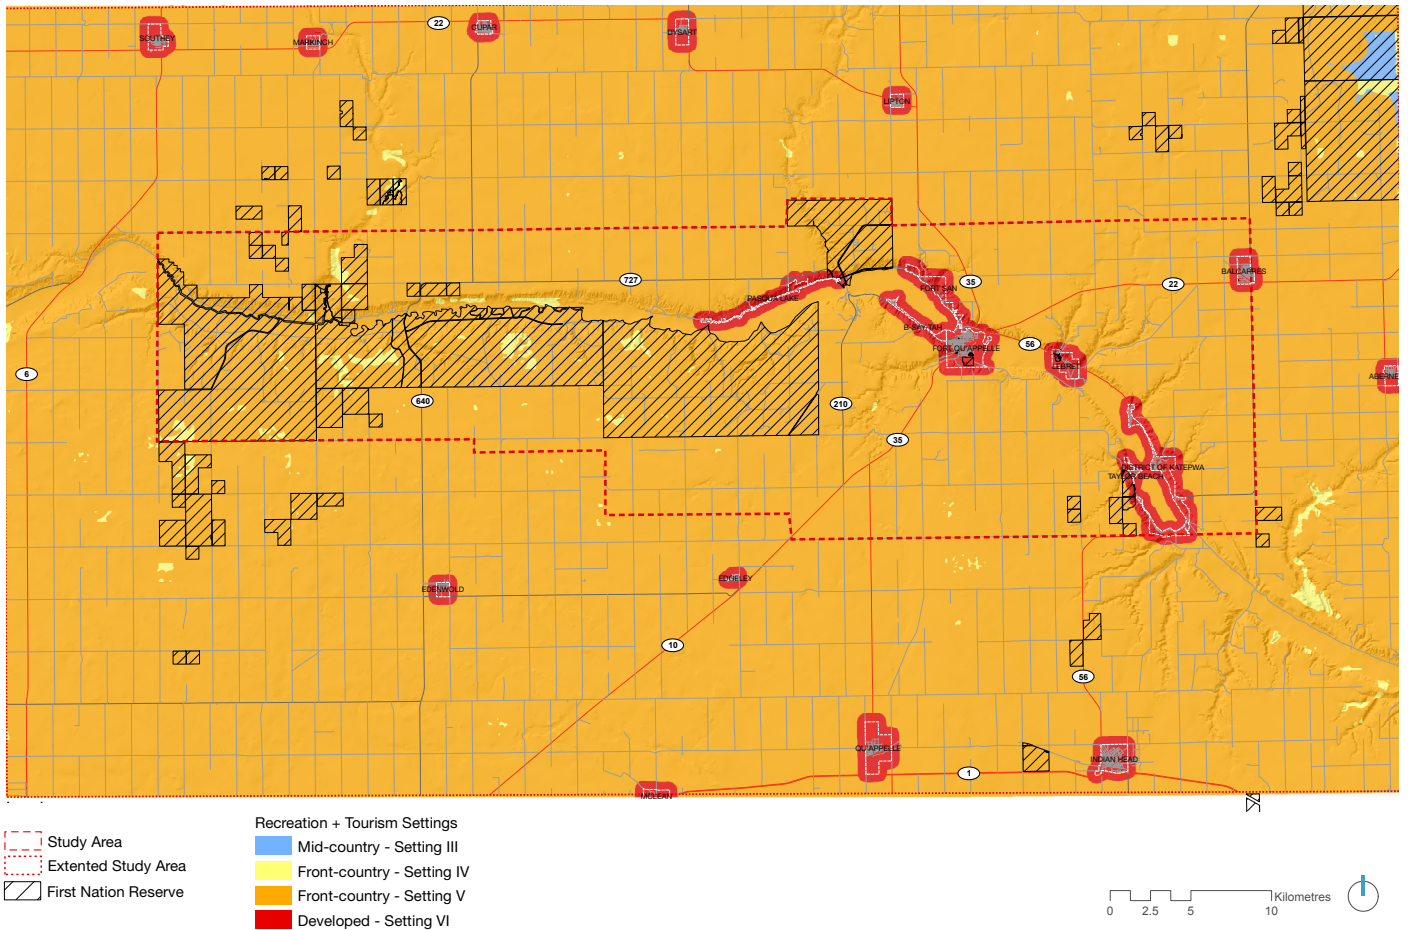 22
CUPAR
DYSART
SOUTHEY
MARKINCH
LIPTON
727
35
22
BALCARRES
FORT SAN
PASQUA LAKE
B-SAY-TAH
FORT QU'APPELLE
56
LEBRET
6
640
210
35
DISTRICT OF KATEPWA
TAYLOR BEACH
EDGELEY
EDENWOLD
10
56
QU'APPELLE
INDIAN HEAD
1
MCLEAN
Recreation + Tourism Settings
Study Area
Mid-country - Setting III
Extented Study Area
Front-country - Setting IV
First Nation Reserve
Front-country - Setting V
Developed - Setting VI
Kilometres
0 2.5 5 10